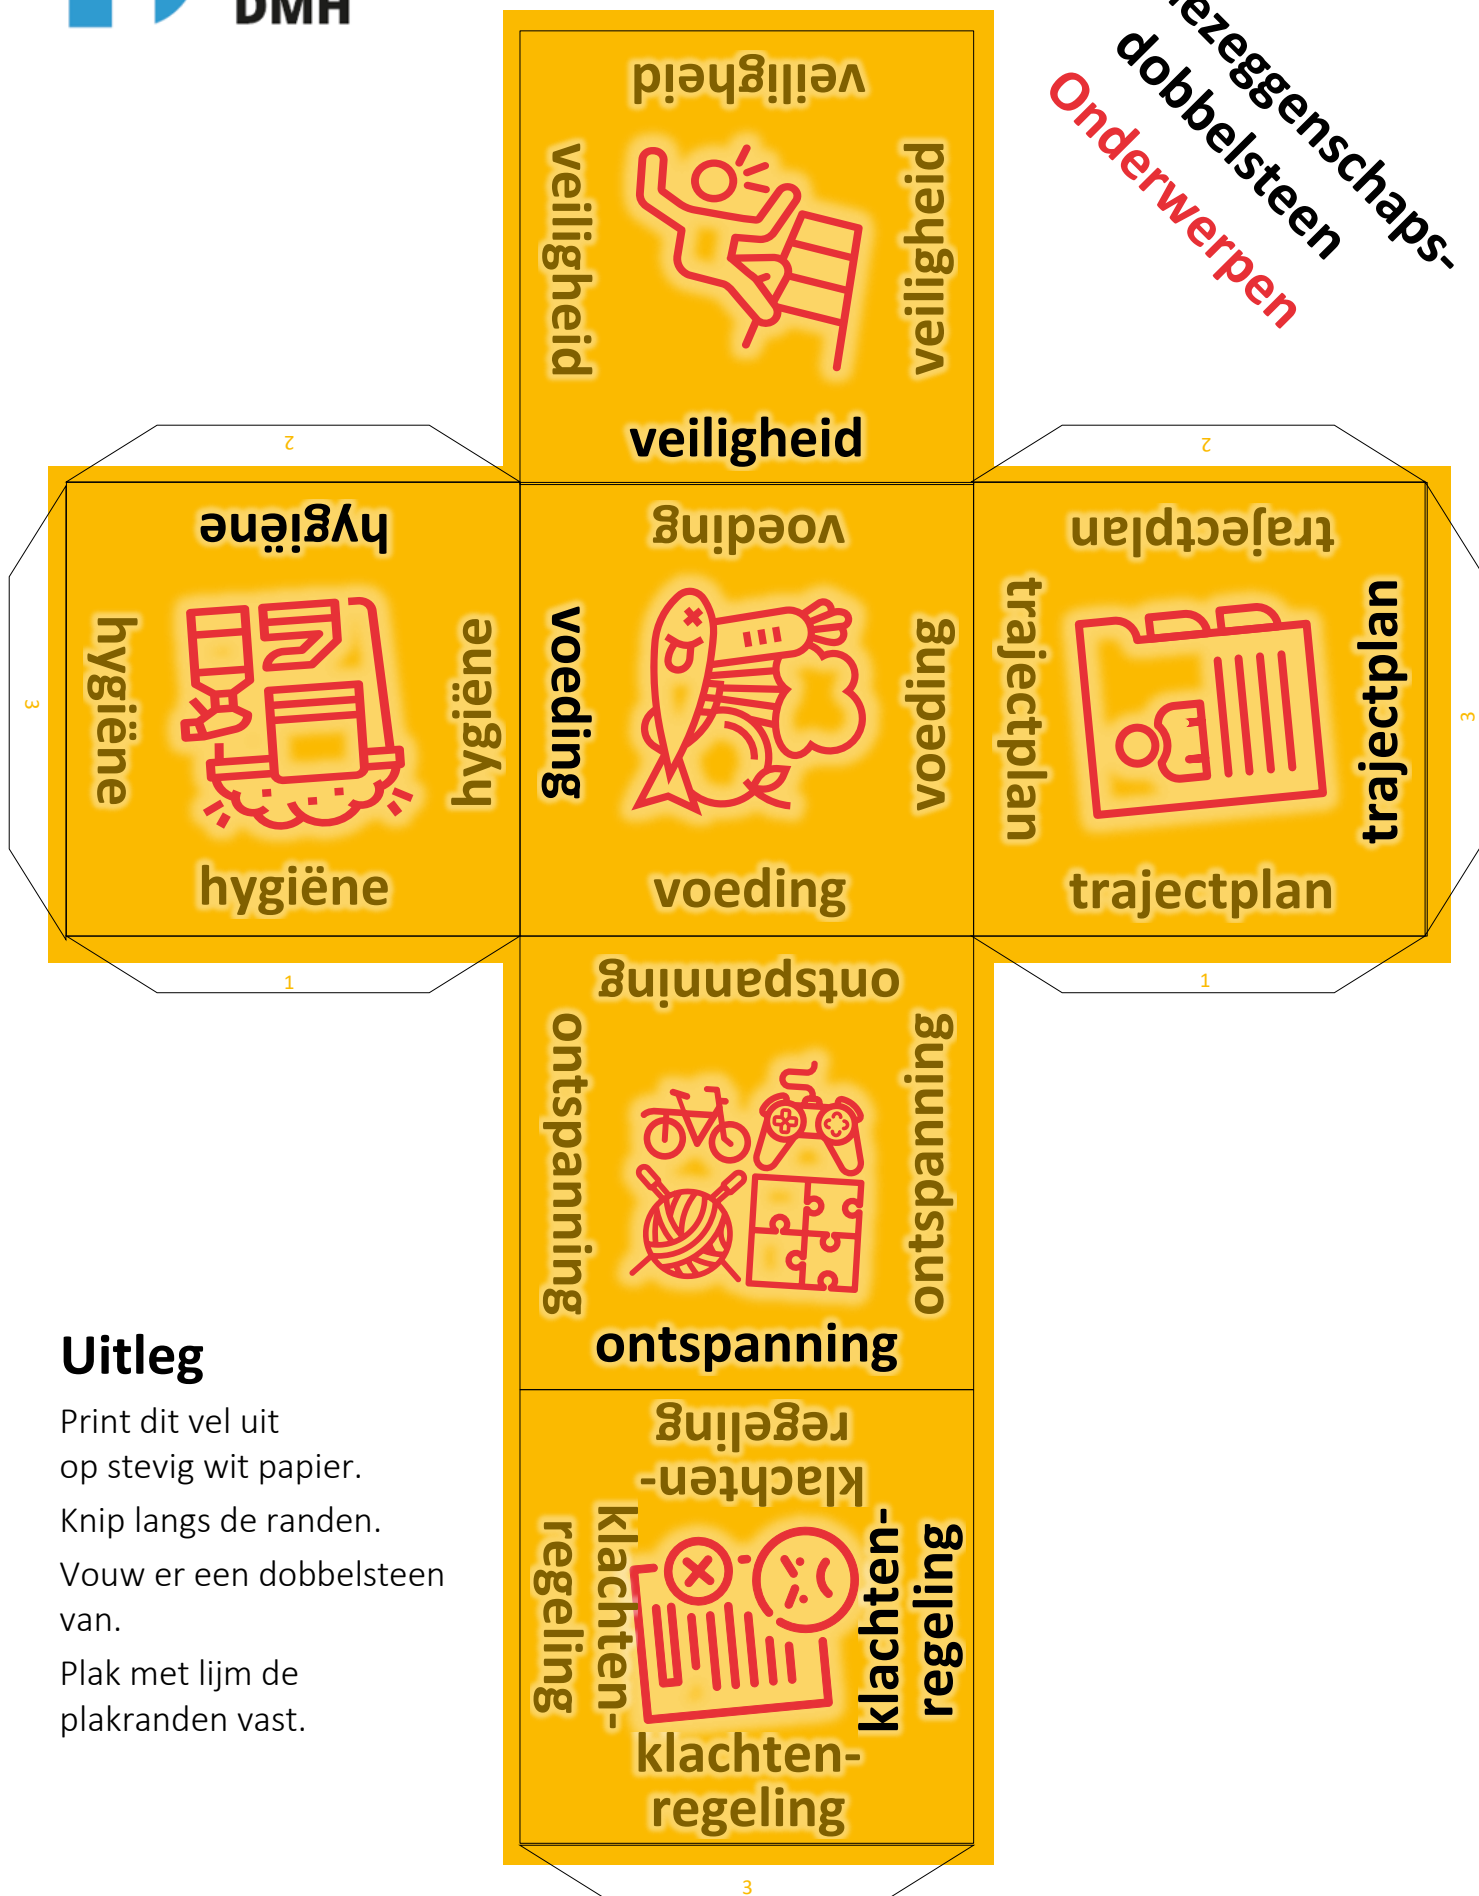 DMH
dobbelsteen
Onderwerpen
veiligheid
veiligheid
veiligheid
veiligheid
2
2
hygiëne
hygiëne
hygiëne
hygiëne
3
1
voeding
voeding
voeding
voeding
trajectplan
trajectplan
trajectplan
trajectplan
3
1
ontspanning
ontspanning
ontspanning
ontspanning
klachten-
regeling
klachten-
regeling
klachten-
regeling
klachten-
regeling
3
Uitleg
Print dit vel uit
op stevig wit papier.
Knip langs de randen.
Vouw er een dobbelsteen
van.
Plak met lijm de
plakranden vast.